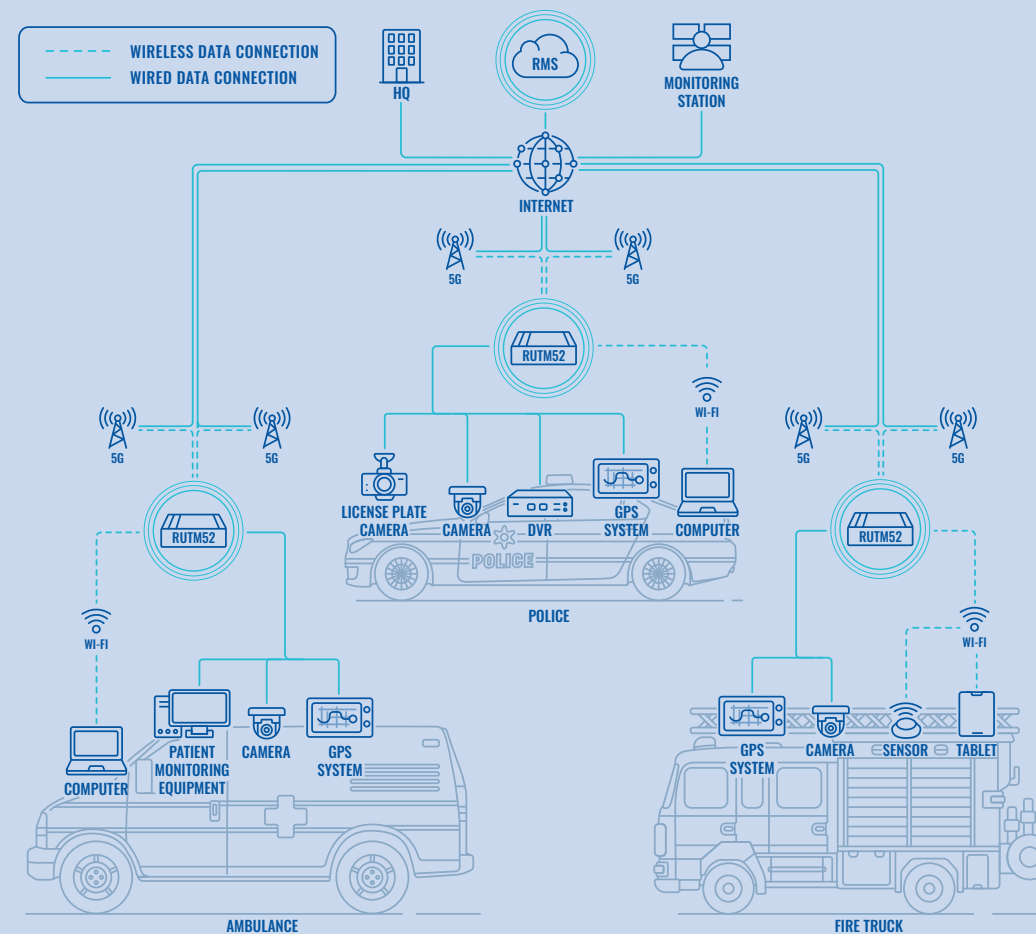 WIRELESS DATA CONNECTION
WIRED DATA CONNECTION
HQ
RMS
MONITORING
STATION
INTERNET
5G
5G
RUTM52
WI-FI
LICENSE PLATE
CAMERA
CAMERA
DVR
GPS
SYSTEM
COMPUTER
POLICE
POLICE
5G
5G
RUTM52
WI-FI
COMPUTER
PATIENT
MONITORING
EQUIPMENT
CAMERA
GPS
SYSTEM
AMBULANCE
5G
5G
RUTM52
WI-FI
GPS
SYSTEM
CAMERA
SENSOR
TABLET
FIRE TRUCK